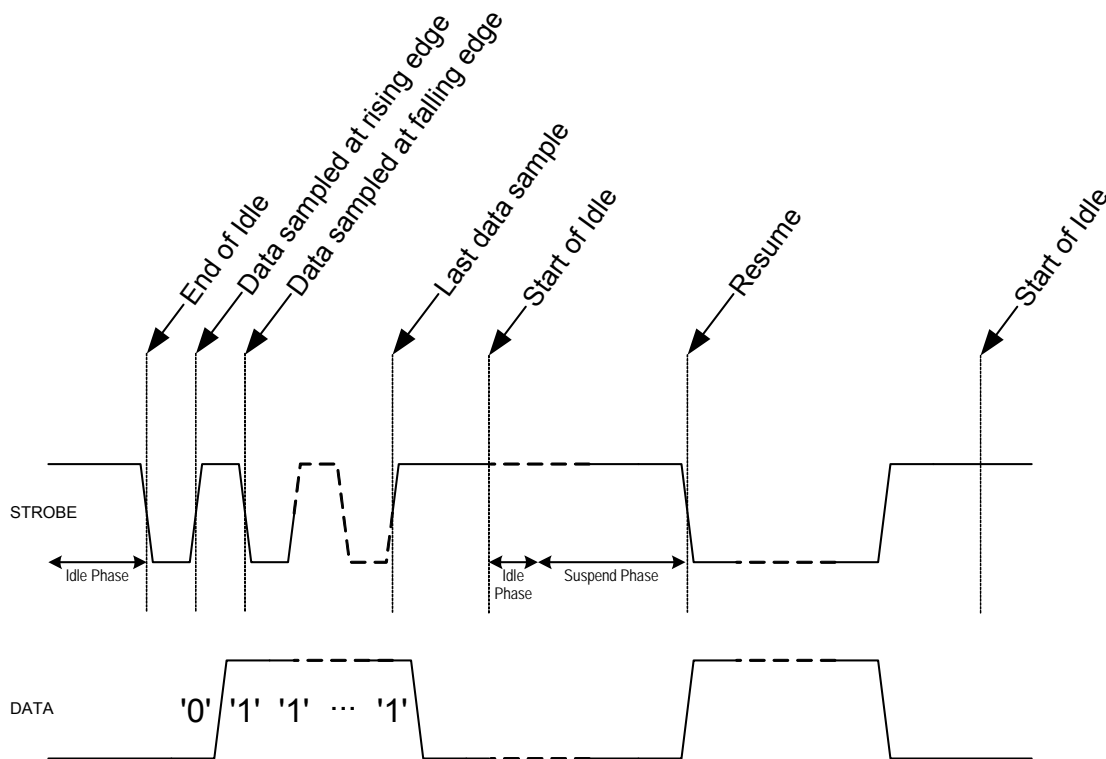 End of Idle
Data sampled at rising edge
Data sampled at falling edge
Last data sample
Start of Idle
Resume
Start of Idle
STROBE
Idle Phase
Idle
Phase
Suspend Phase
DATA
'0' '1' '1' ... '1'